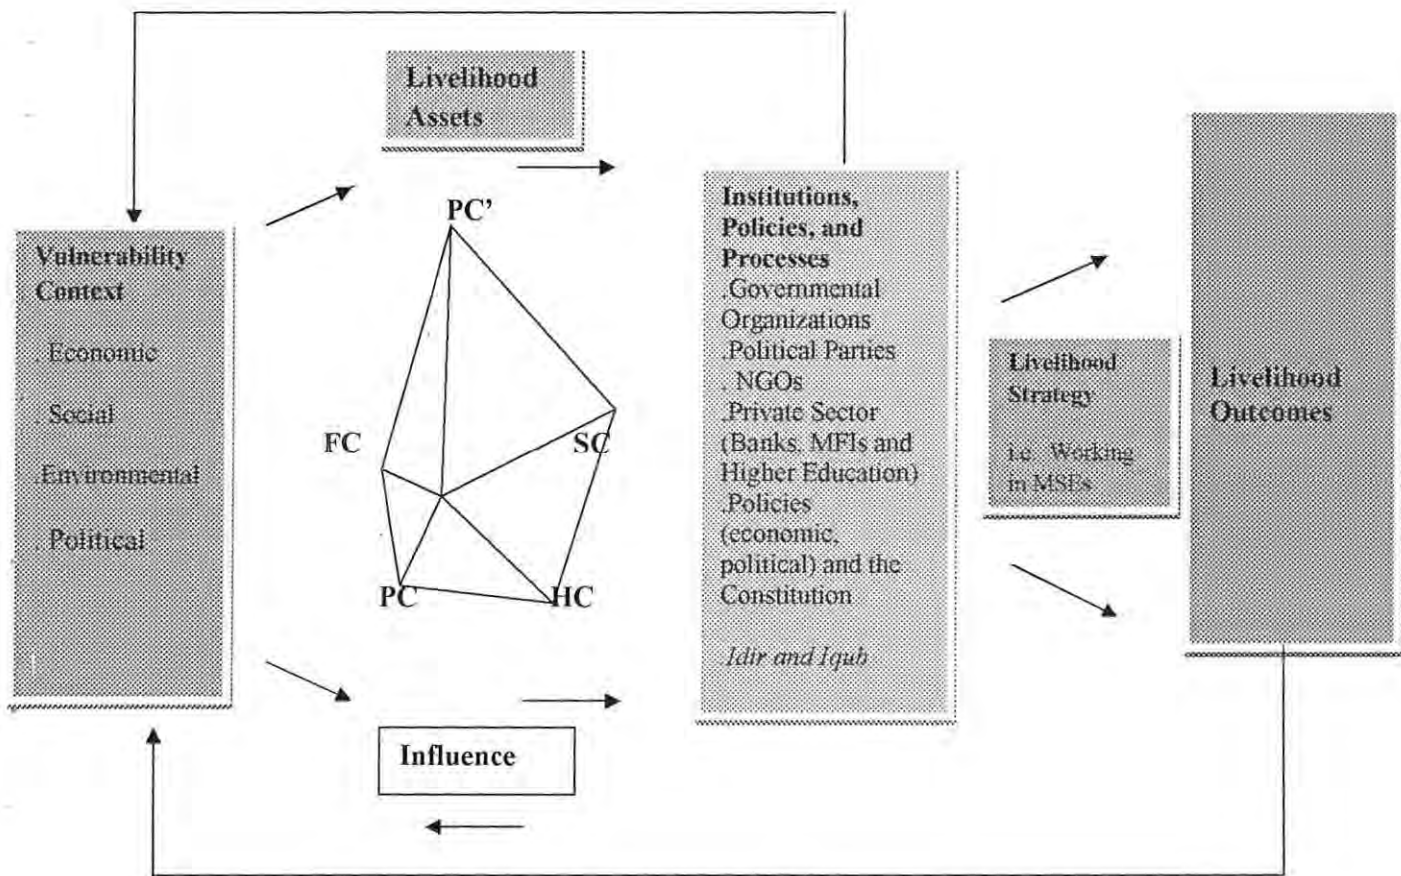 Livelihood
Assets
Vulnerability
Context
. Economic
Social
.Environmental
. Political
PC'
FC
SC
PC
HC
Influence
Institutions,
Policies, and
Processes
.Governmental
Organizations
.Political Parties
. NGOs
.Private Sector
(Banks, MFIs and
Higher Education)
.Policies
(economic,
political) and the
Constitution
.Idir and Iqub
Livelihood
Strategy
i.e. Working
in MSEs
Livelihood
Outcomes